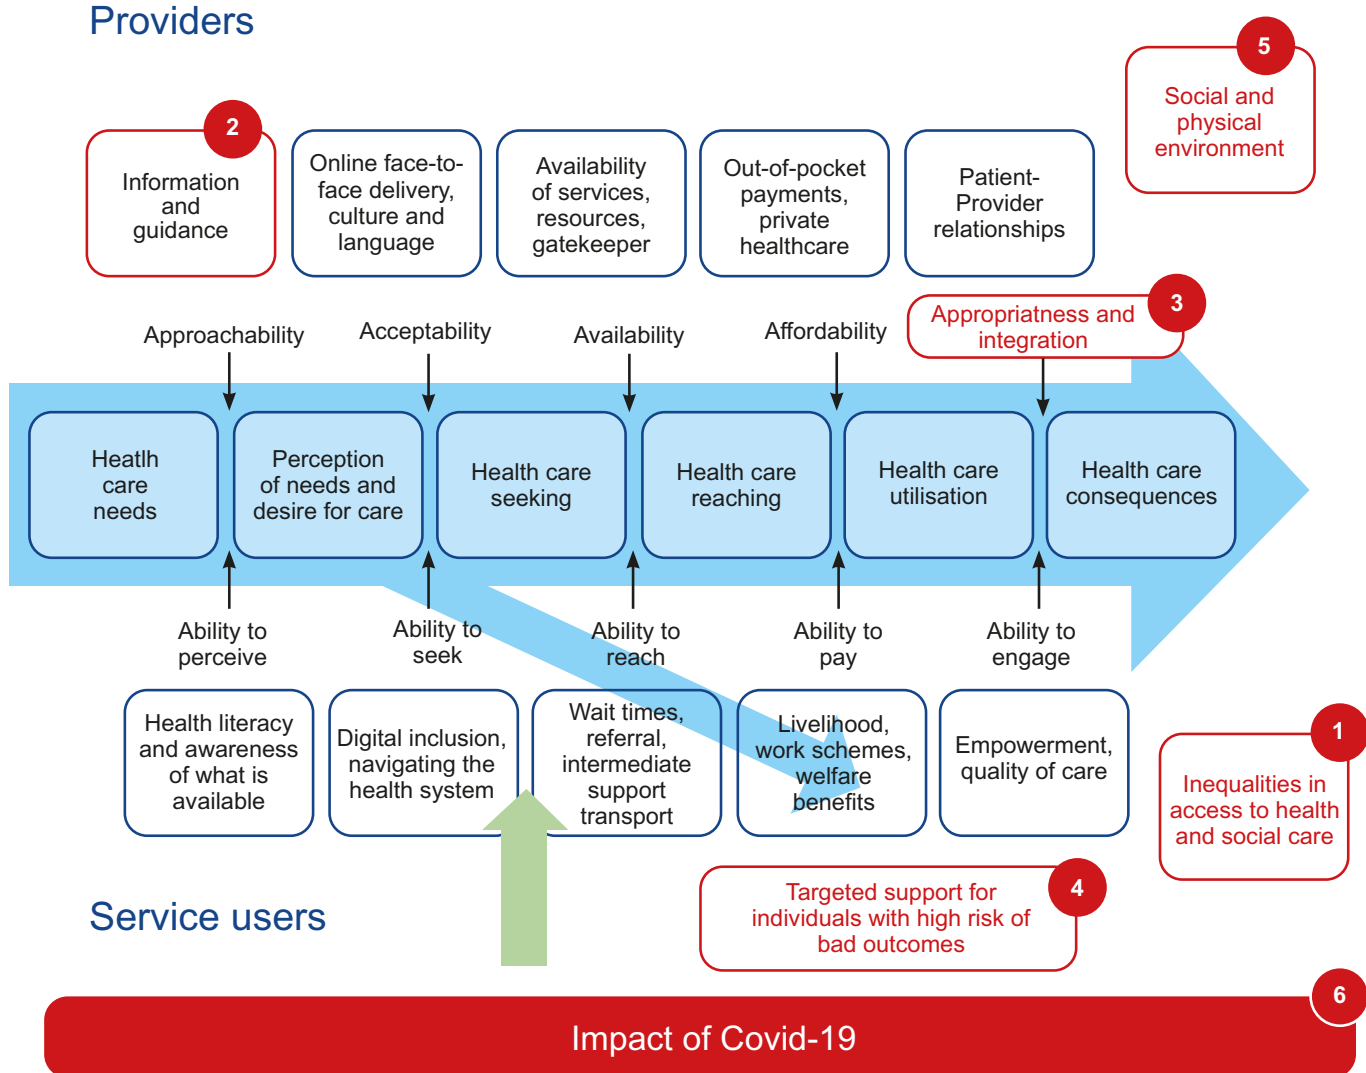 Providers
5
Social and
physical
environment
2
Information
and
guidance
Online face-to-
face delivery,
culture and
language
Availability
of services,
resources,
gatekeeper
Out-of-pocket
payments,
private
healthcare
Patient-
Provider
relationships
3
Appropriatness and
integration
Approachability
Acceptability
Availability
Affordability
Heatlh
care
needs
Perception
of needs and
desire for care
Health care
seeking
Health care
reaching
Health care
utilisation
Health care
consequences
Ability to
perceive
Ability to
seek
Ability to
reach
Ability to
pay
Ability to
engage
Health literacy
and awareness
of what is
available
Digital inclusion,
navigating the
health system
Wait times,
referral,
intermediate
support
transport
Livelihood,
work schemes,
welfare
benefits
Empowerment,
quality of care
1
Inequalities in
access to health
and social care
Service users
4
Targeted support for
individuals with high risk of
bad outcomes
6
Impact of Covid-19